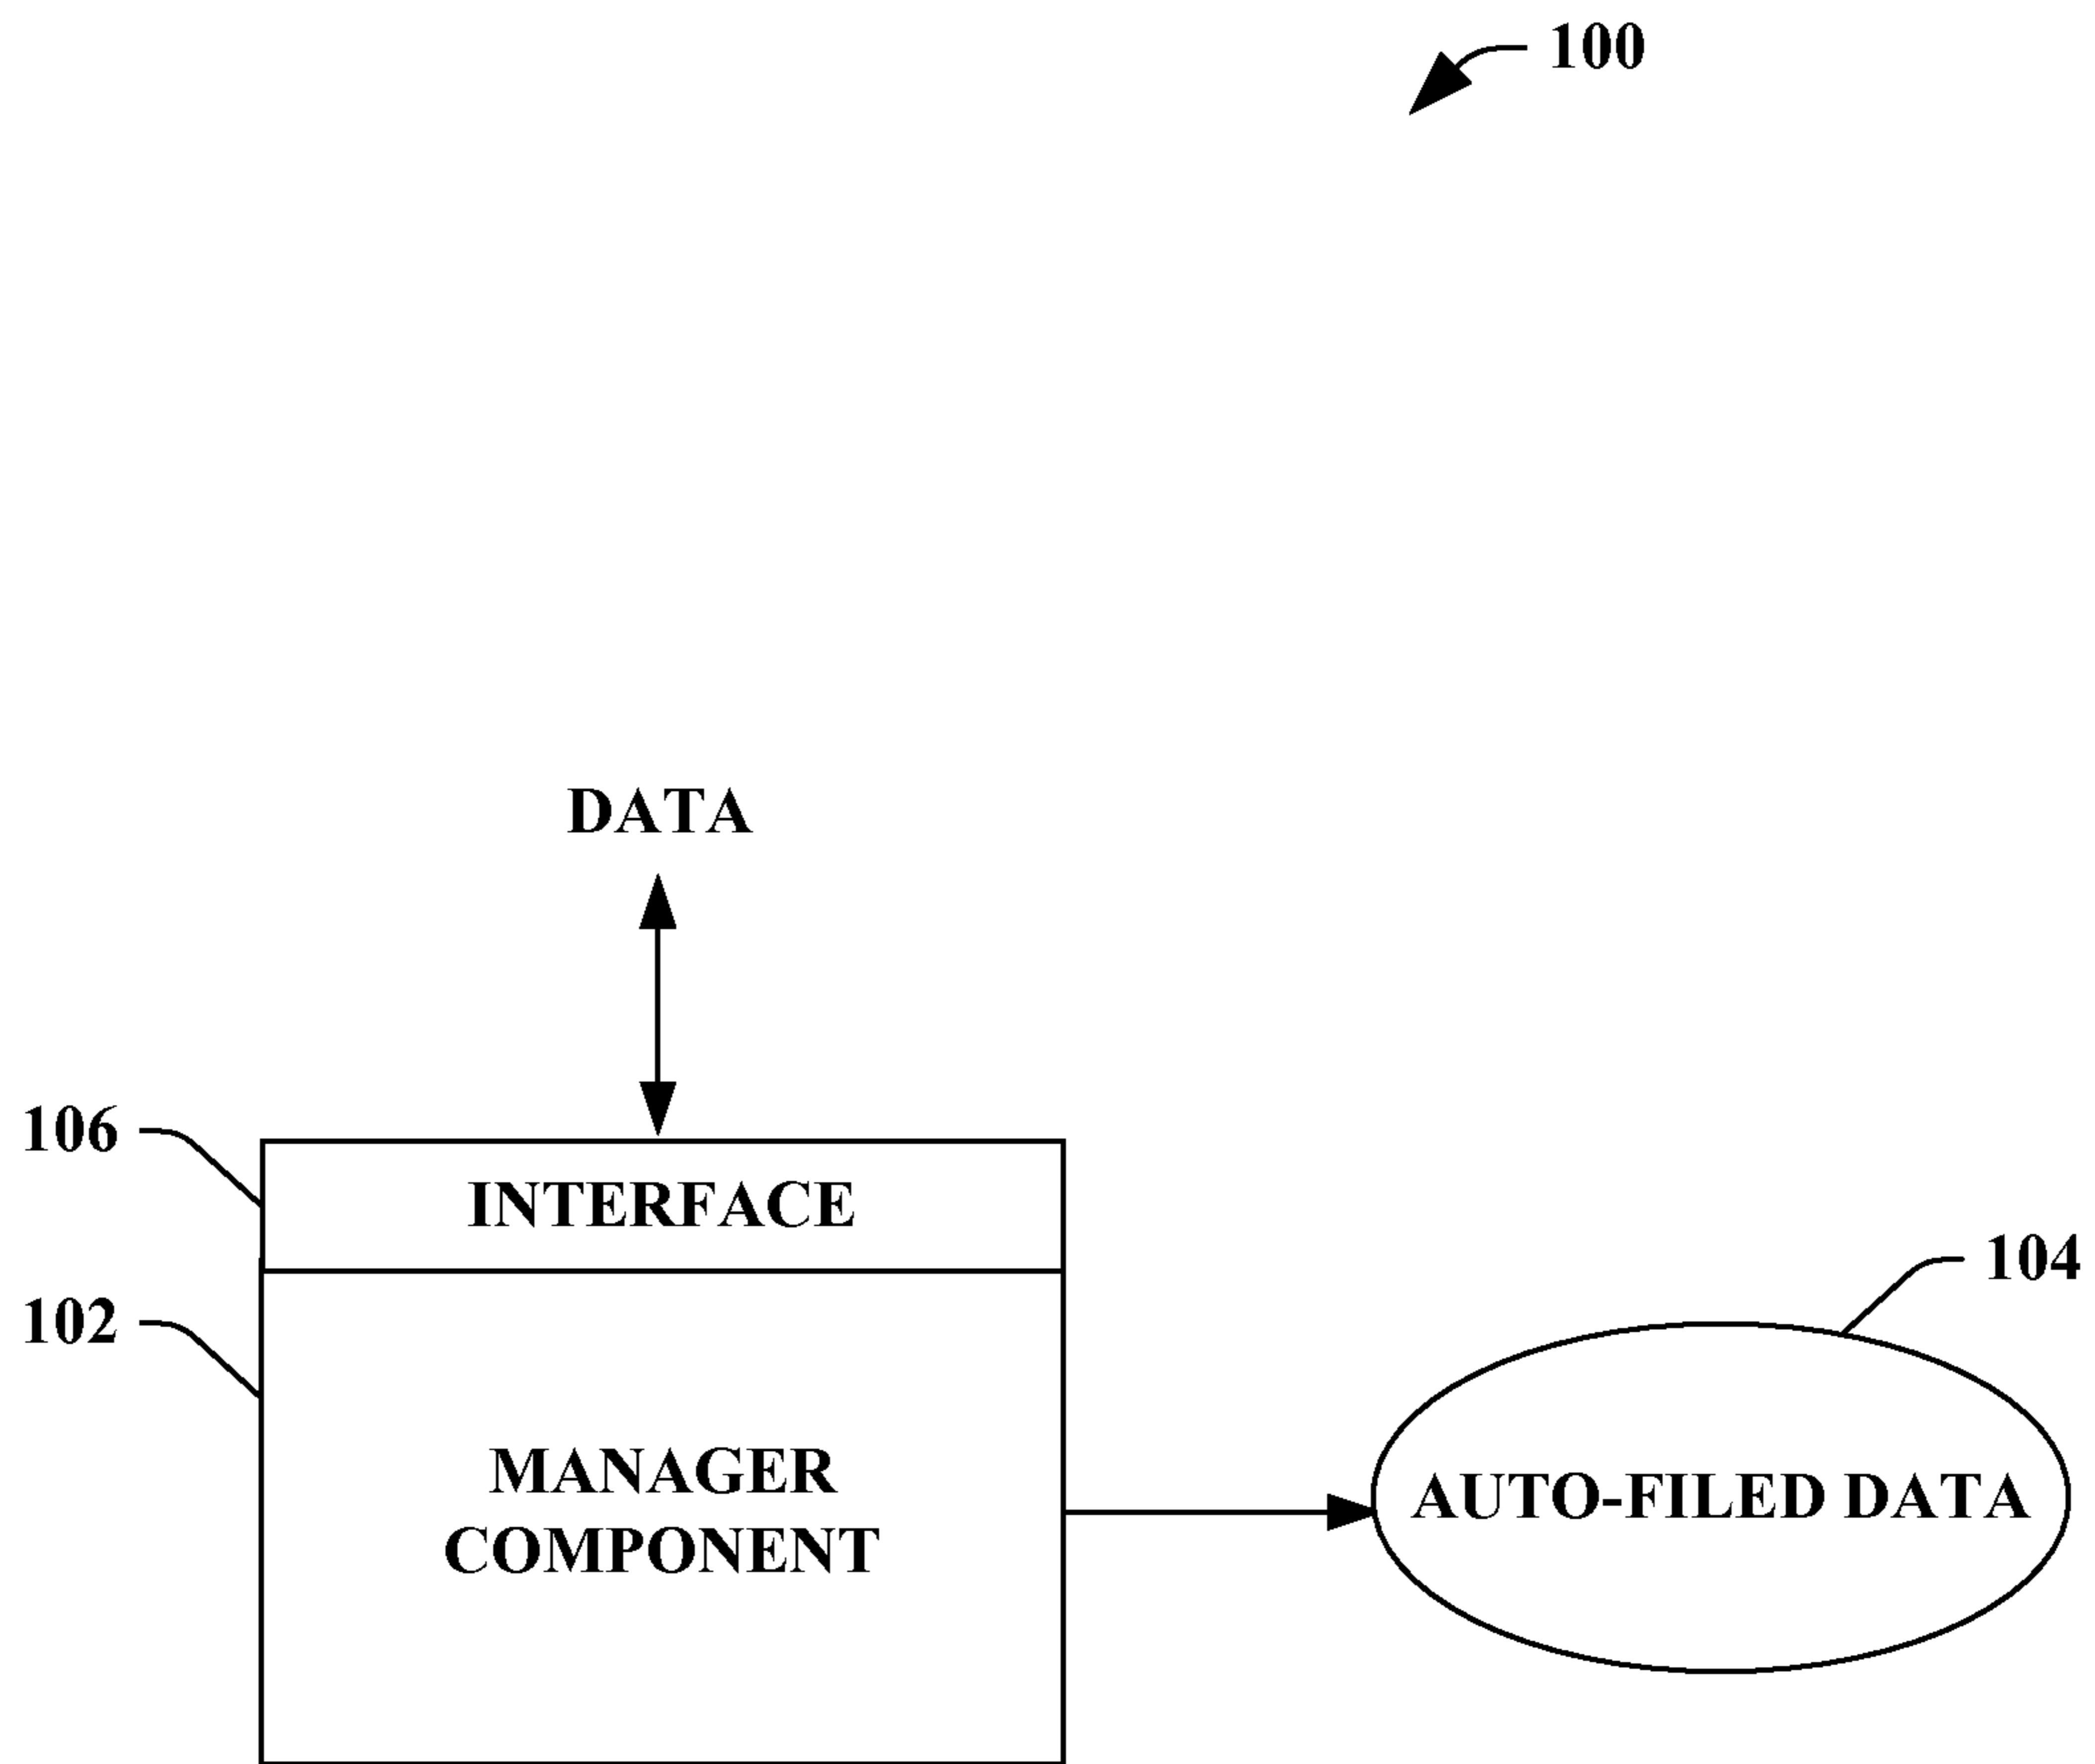 100
DATA
106
INTERFACE
104
102
MANAGER
COMPONENT
AUTO-FILED DATA